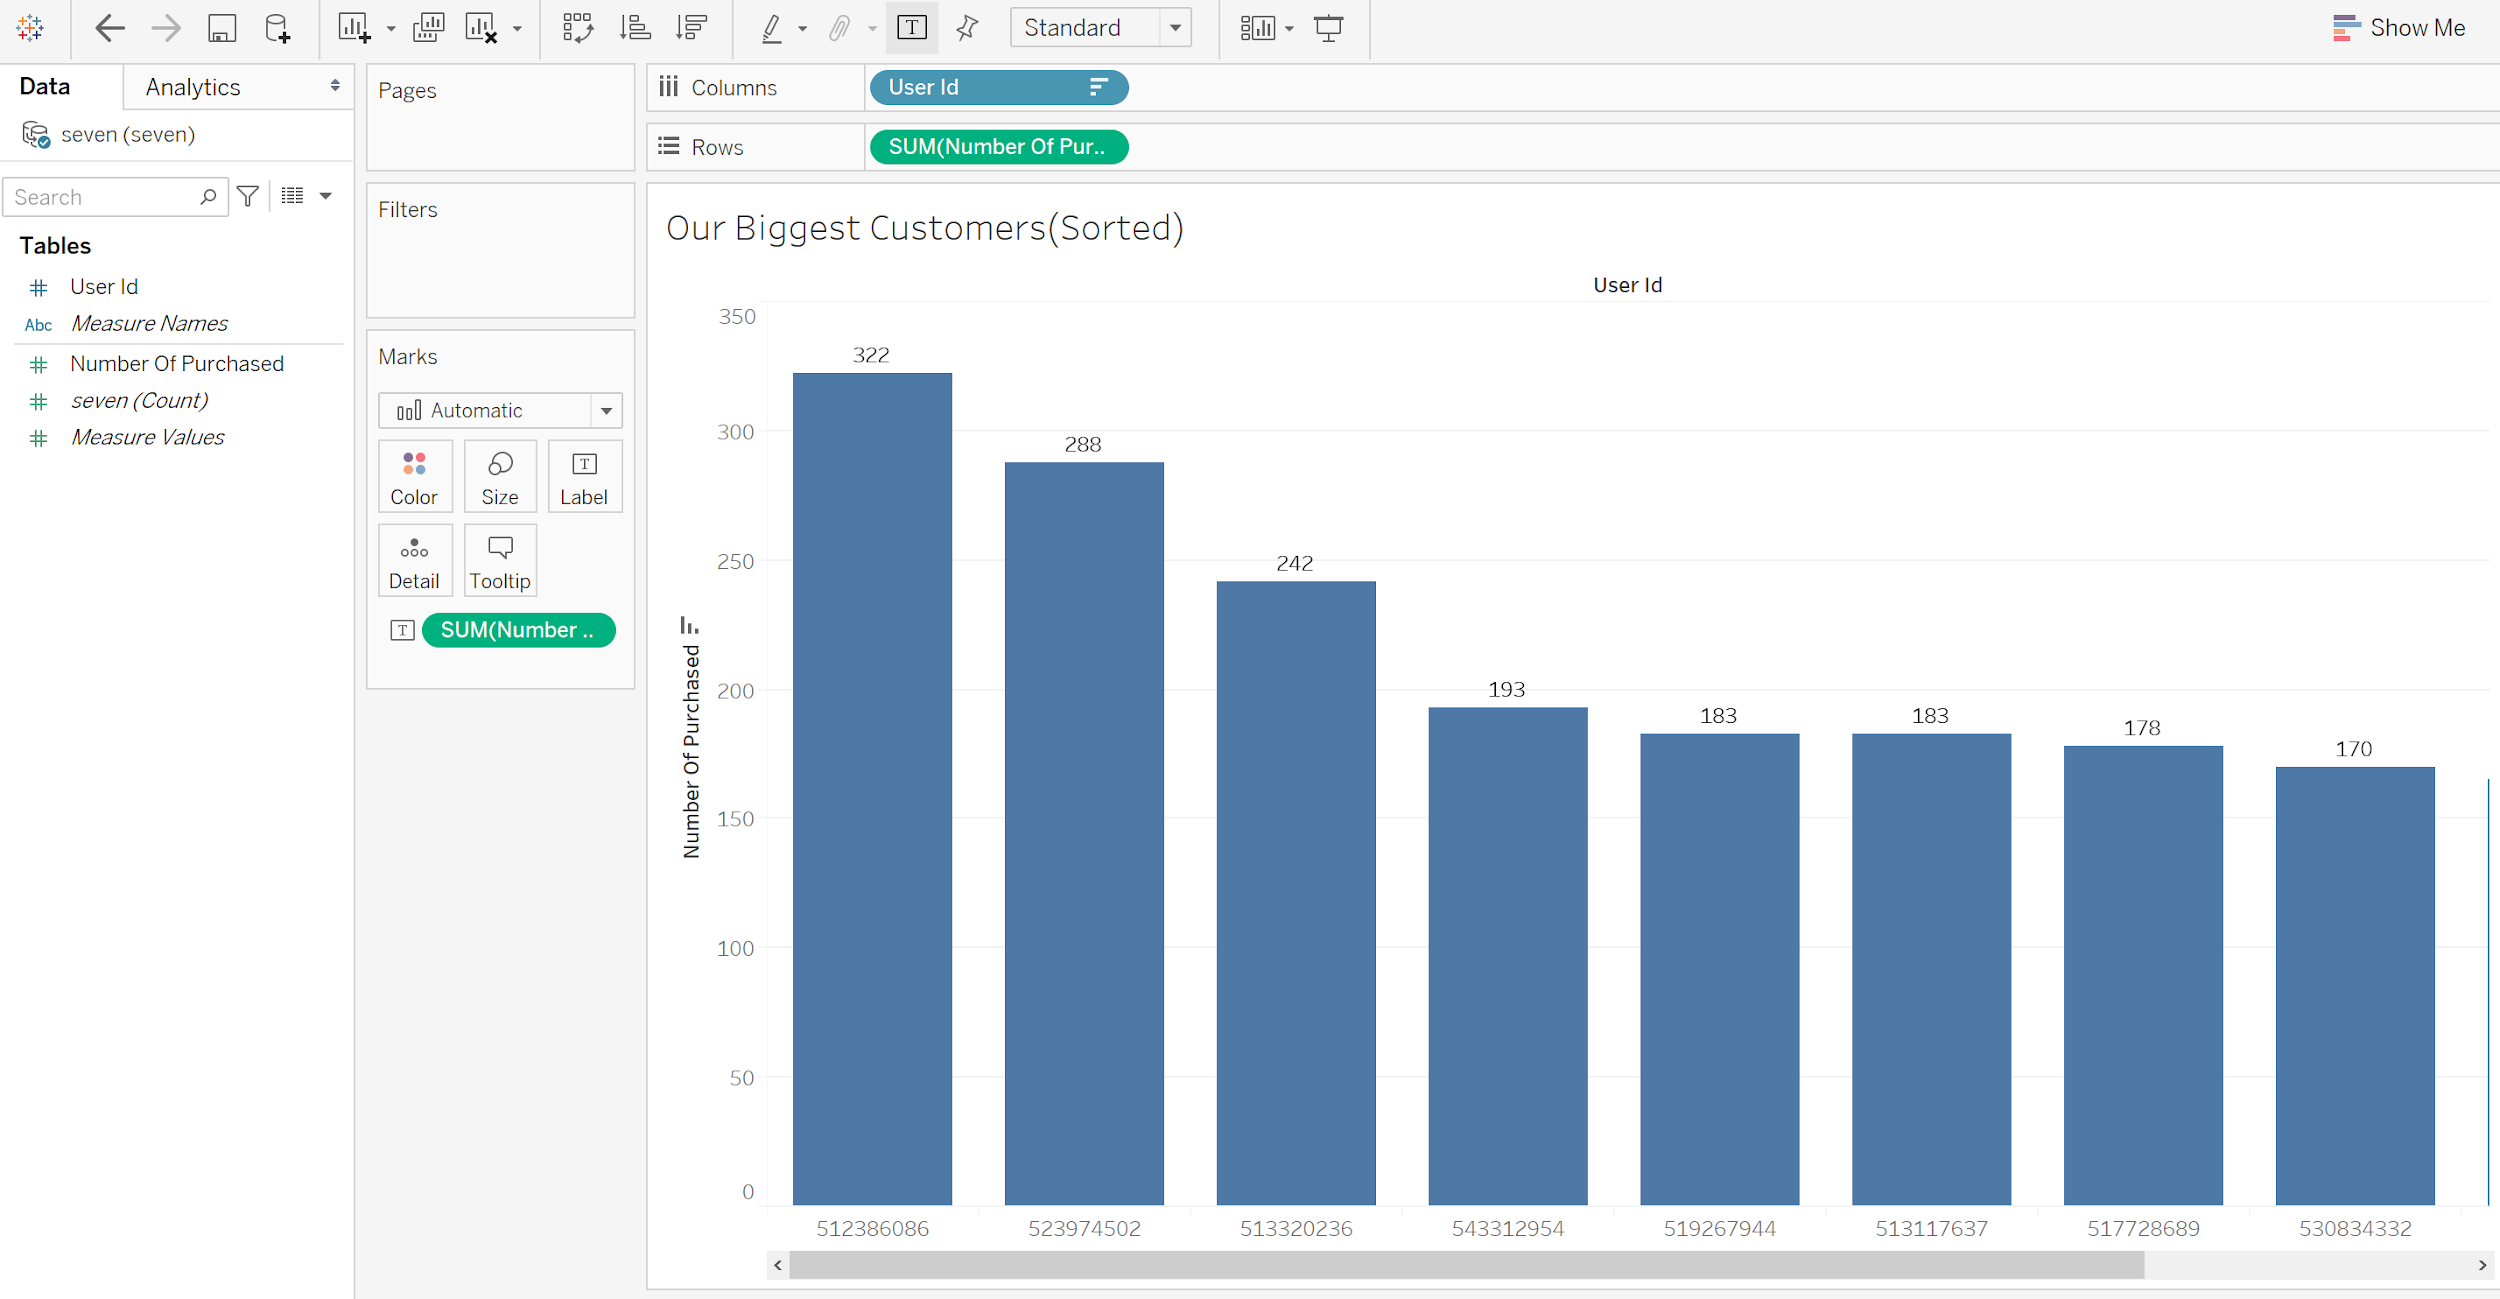 Standard
Show Me
Data
Analytics
seven (seven)
Search
Tables
User Id
Abc Measure Names
Number Of Purchased
seven (Count)
Measure Values
Pages
Filters
Marks
Automatic
Color Size Label
Detail Tooltip
SUM(Number ..
Columns User Id
Rows SUM(Number Of Pur..
Our Biggest Customers(Sorted)
User Id
Number Of Purchased
350
300
250
200
150
100
50
0
322
288
242
193
183
183
178
170
512386086 523974502 513320236 543312954 519267944 513117637 517728689 530834332